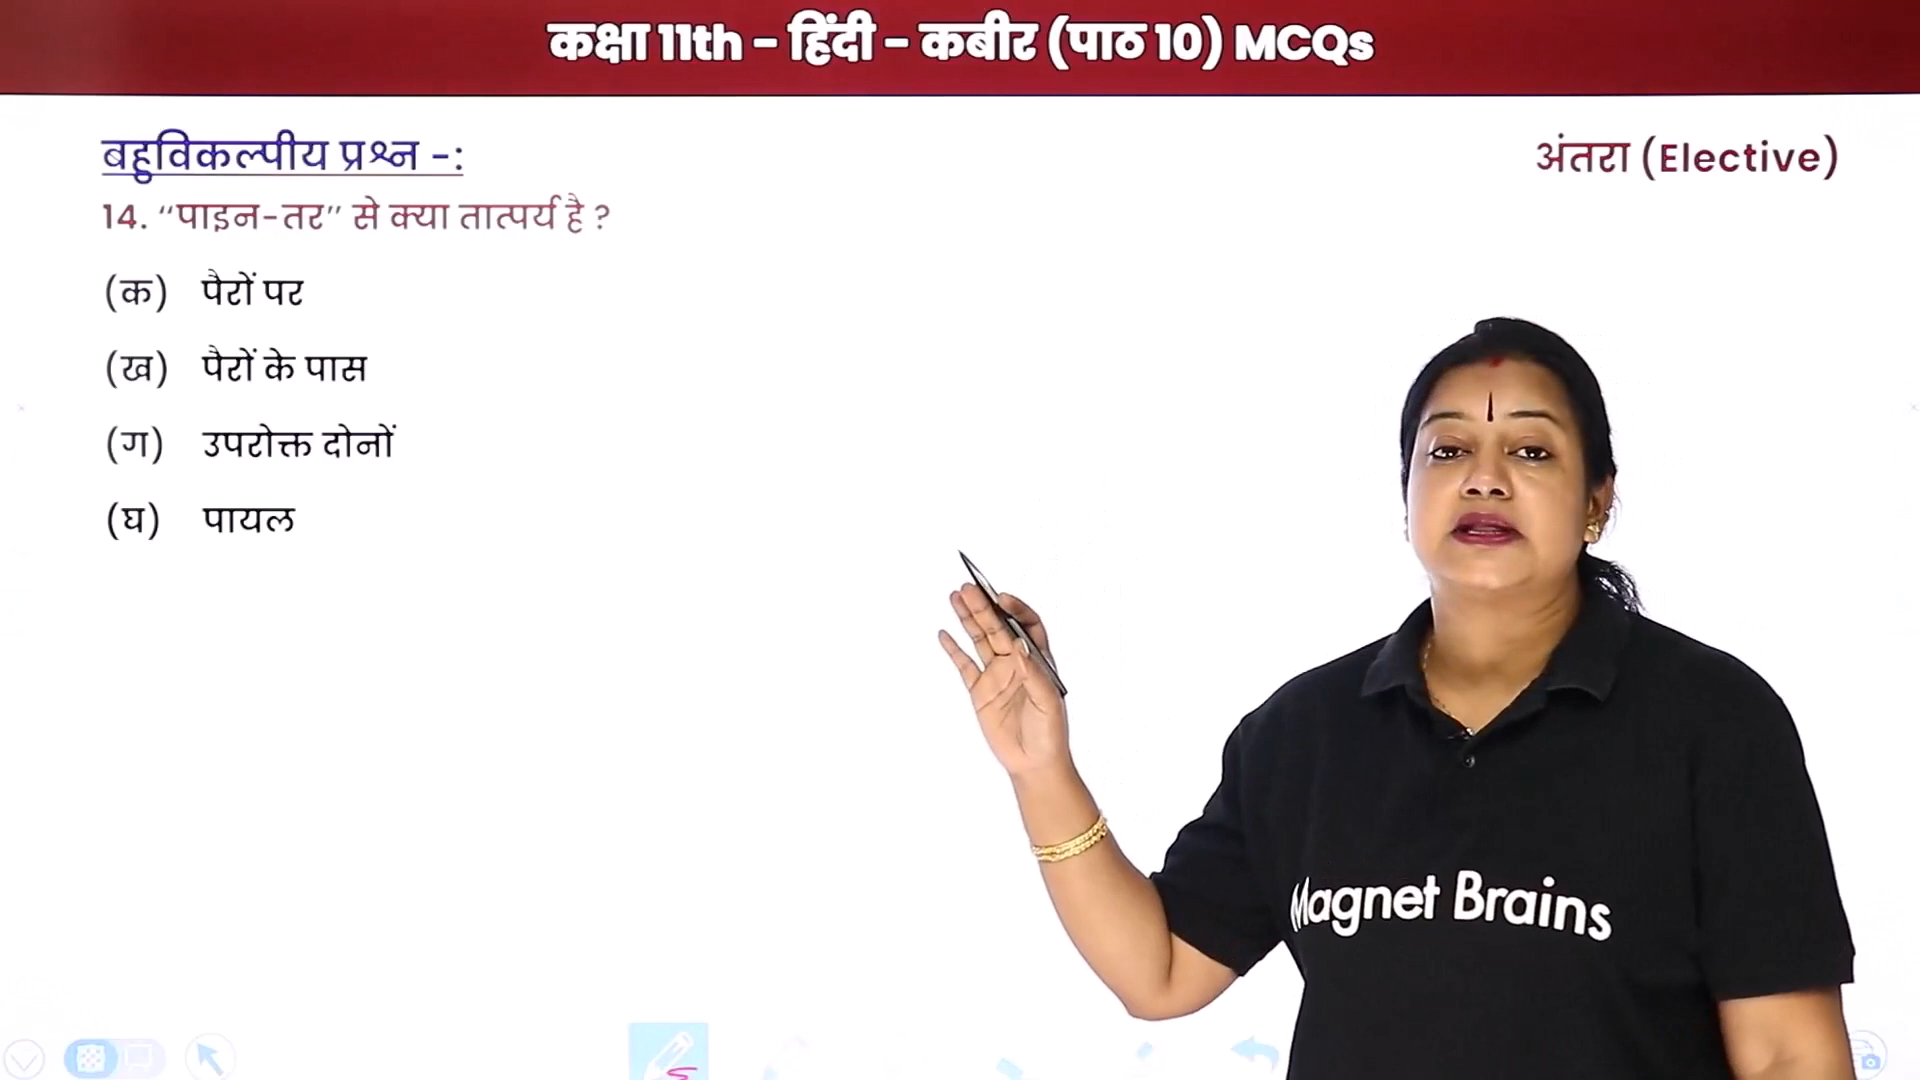 कक्षा 11th - हिंदी - कबीर (पाठ 10) MCQs
बहुविकल्पीय प्रश्न -:
अंतरा (Elective)
14. “पाइन-तर” से क्या तात्पर्य है ?
(क) पैरों पर
(ख) पैरों के पास
(ग) उपरोक्त दोनों
(घ) पायल
Magnet Brains